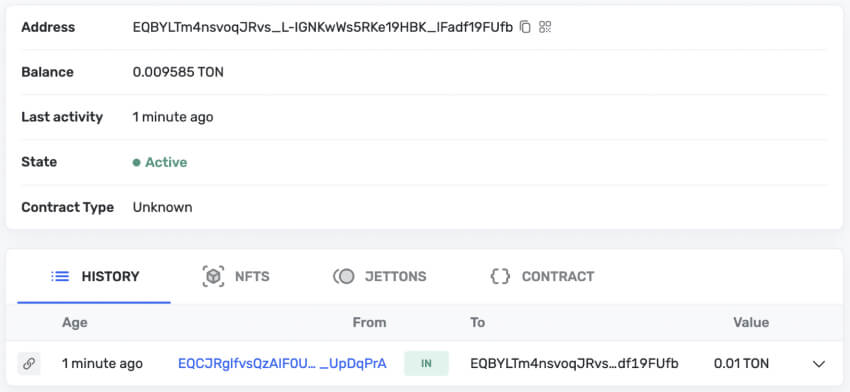 Address EQBYLTm4nsvoqJRvs_L-IGNKwWs5RKe19HBK_lFadf19FUfb
Balance 0.009585 TON
Last activity 1 minute ago
State Active
Contract Type Unknown
HISTORY NFTS JETTONS CONTRACT
Age From To Value
1 minute ago EQCJRglfvsQzAIF0U... _UpDqPrA IN EQBYLTm4nsvoqJRvs...df19FUfb 0.01 TON